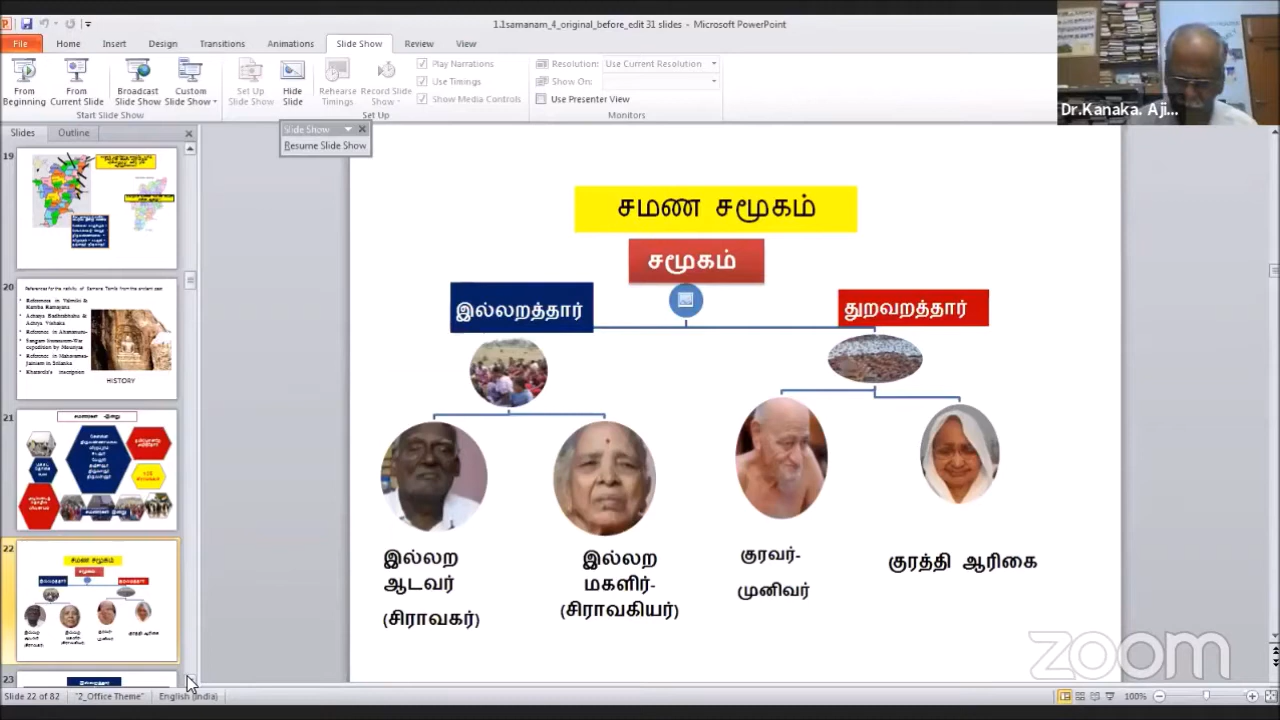 1.1samanam_4_original_before_edit 31 slides - Microsoft PowerPoint
File Home Insert Design Transitions Animations Slide Show Review View
From Beginning
From Current Slide
Broadcast Slide Show
Custom Slide Show
Set Up Slide Show
Hide Slide
Rehearse Timings
Record Slide Show
Play Narrations
Use Timings
Show Media Controls
Resolution: Use Current Resolution
Show On:
Use Presenter View
Start Slide Show
Set Up
Monitors
Dr.Kanaka. Aji...
Slides Outline
Slide Show
Resume Slide Show
19
20
HISTORY
21
22
23
சமண சமூகம்
சமூகம்
இல்லறத்தார்
துறவறத்தார்
இல்லற
ஆடவர்
(சிராவகர்)
இல்லற
மகளிர்-
(சிராவகியர்)
குரவர்-
முனிவர்
குரத்தி ஆரிகை
zoom
Slide 22 of 82 "2_Office Theme" English (India) 100%